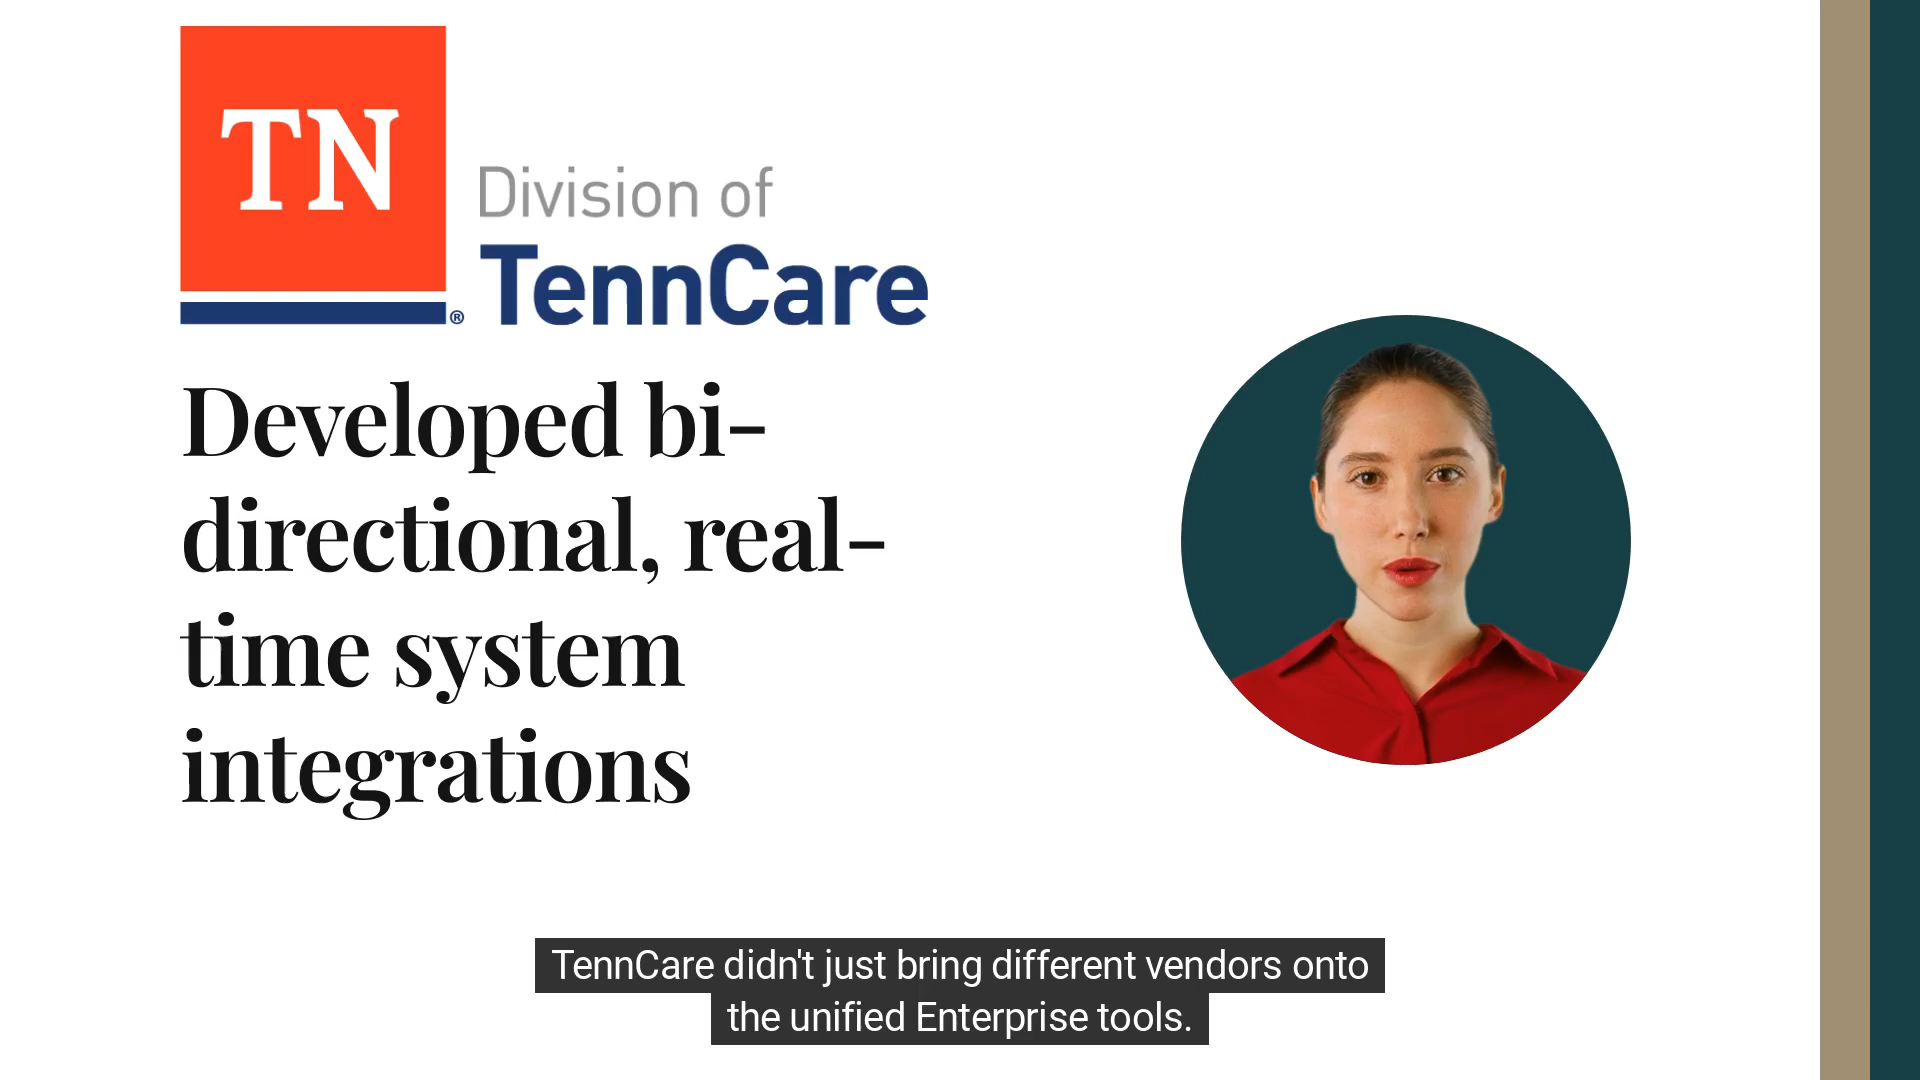 TN
®
Division of
TennCare
Developed bi-
directional, real-
time system
integrations
TennCare didn't just bring different vendors onto
the unified Enterprise tools.